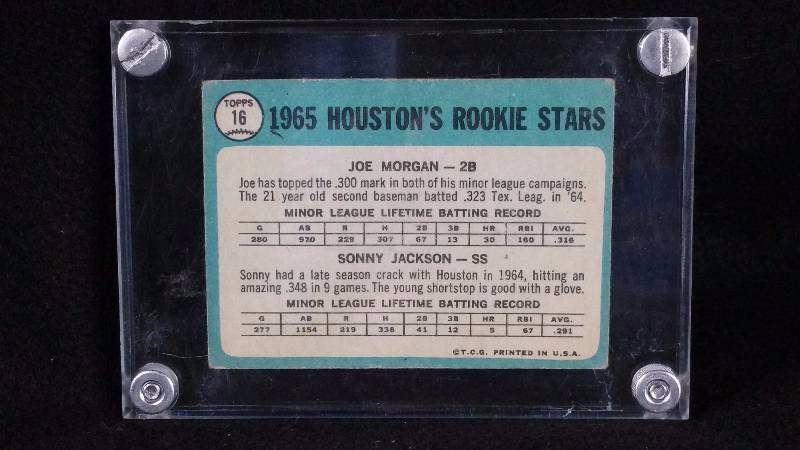 TOPPS
16
1965 HOUSTON'S ROOKIE STARS
JOE MORGAN — 2B
Joe has topped the .300 mark in both of his minor league campaigns.
The 21 year old second baseman batted .323 Tex. Leag. in '64.
MINOR LEAGUE LIFETIME BATTING RECORD
G AB R H 2B 3B HR RBI AVG.
280 970 229 307 67 13 30 160 .316
SONNY JACKSON — SS
Sonny had a late season crack with Houston in 1964, hitting an
amazing .348 in 9 games. The young shortstop is good with a glove.
MINOR LEAGUE LIFETIME BATTING RECORD
G AB R H 2B 3B HR RBI AVG.
277 1154 219 336 41 12 5 67 .291
©T.C.G. PRINTED IN U.S.A.